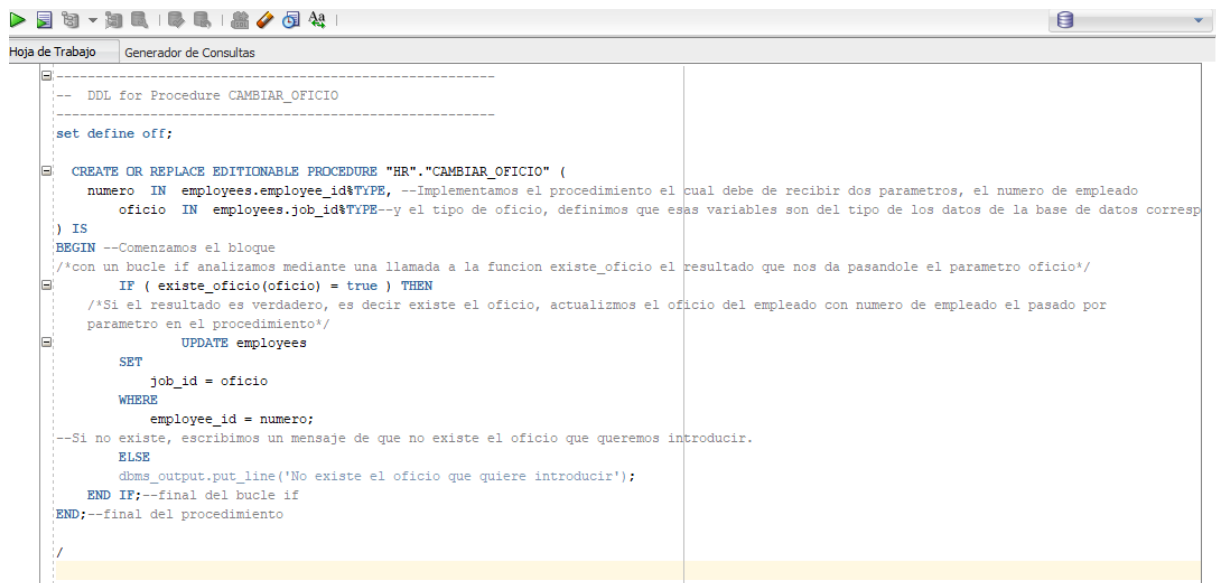 Hoja de Trabajo Generador de Consultas
--------------------------------------------------------
-- DDL for Procedure CAMBIAR_OFICIO
--------------------------------------------------------
set define off;
CREATE OR REPLACE EDITIONABLE PROCEDURE "HR"."CAMBIAR_OFICIO" (
numero IN employees.employee_id%TYPE, --Implementamos el procedimiento el cual debe de recibir dos parametros, el numero de empleado
oficio IN employees.job_id%TYPE--y el tipo de oficio, definimos que esas variables son del tipo de los datos de la base de datos corresp
) IS
BEGIN --Comenzamos el bloque
/*con un bucle if analizamos mediante una llamada a la funcion existe_oficio el resultado que nos da pasandole el parametro oficio*/
IF ( existe_oficio(oficio) = true ) THEN
/*Si el resultado es verdadero, es decir existe el oficio, actualizmos el oficio del empleado con numero de empleado el pasado por
parametro en el procedimiento*/
UPDATE employees
SET
job_id = oficio
WHERE
employee_id = numero;
--Si no existe, escribimos un mensaje de que no existe el oficio que queremos introducir.
ELSE
dbms_output.put_line('No existe el oficio que quiere introducir');
END IF;--final del bucle if
END;--final del procedimiento
/